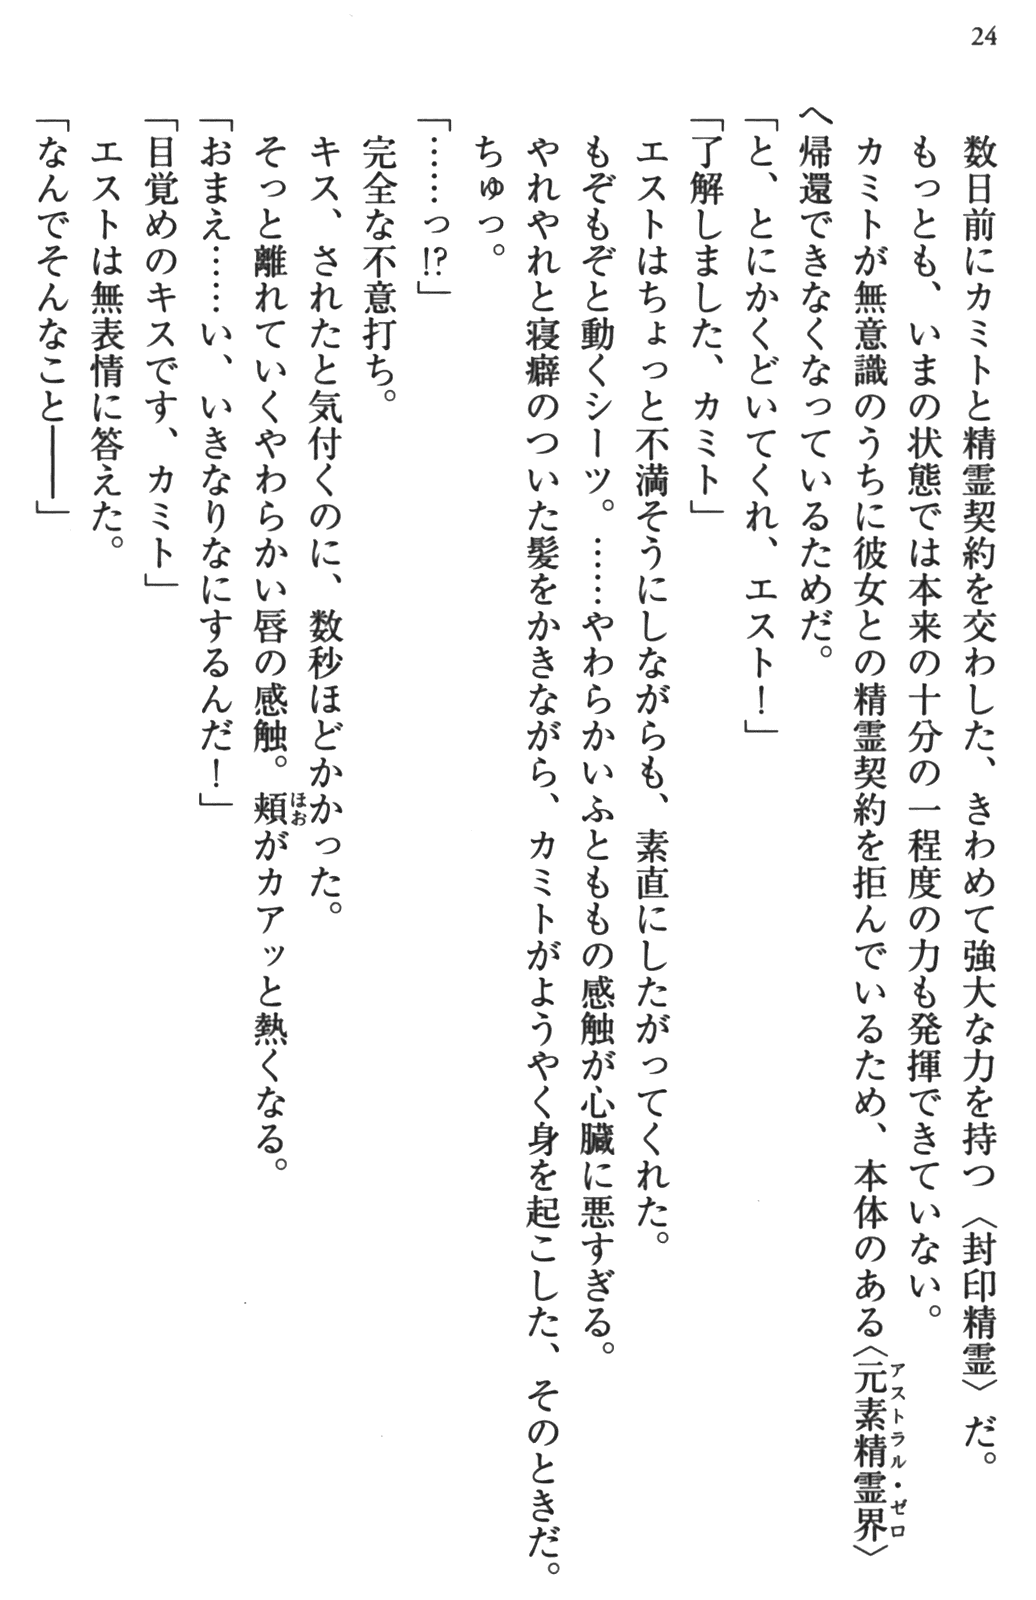 24
数日前にカミトと精霊契約を交わした、きわめて強大な力を持つ〈封印精霊〉だ。
もっとも、いまの状態では本来の十分の一程度の力も発揮できていない。
カミトが無意識のうちに彼女との精霊契約を拒んでいるため、本体のある〈元素精霊界〉
アストラル・ゼロ
へ帰還できなくなっているためだ。
「と、とにかくどいてくれ、エスト！」
「了解しました、カミト」
エストはちょっと不満そうにしながらも、素直にしたがってくれた。
もぞもぞと動くシーツ。……やわらかいふとももの感触が心臓に悪すぎる。
やれやれと寝癖のついた髪をかきながら、カミトがようやく身を起こした、そのときだ。
ちゅっ。
「……っ!?」
完全な不意打ち。
キス、されたと気付くのに、数秒ほどかかった。
そっと離れていくやわらかい唇の感触。頬がカアッと熱くなる。
ほお
「おまえ……い、いきなりなにするんだ！」
「目覚めのキスです、カミト」
エストは無表情に答えた。
「なんでそんなこと――」